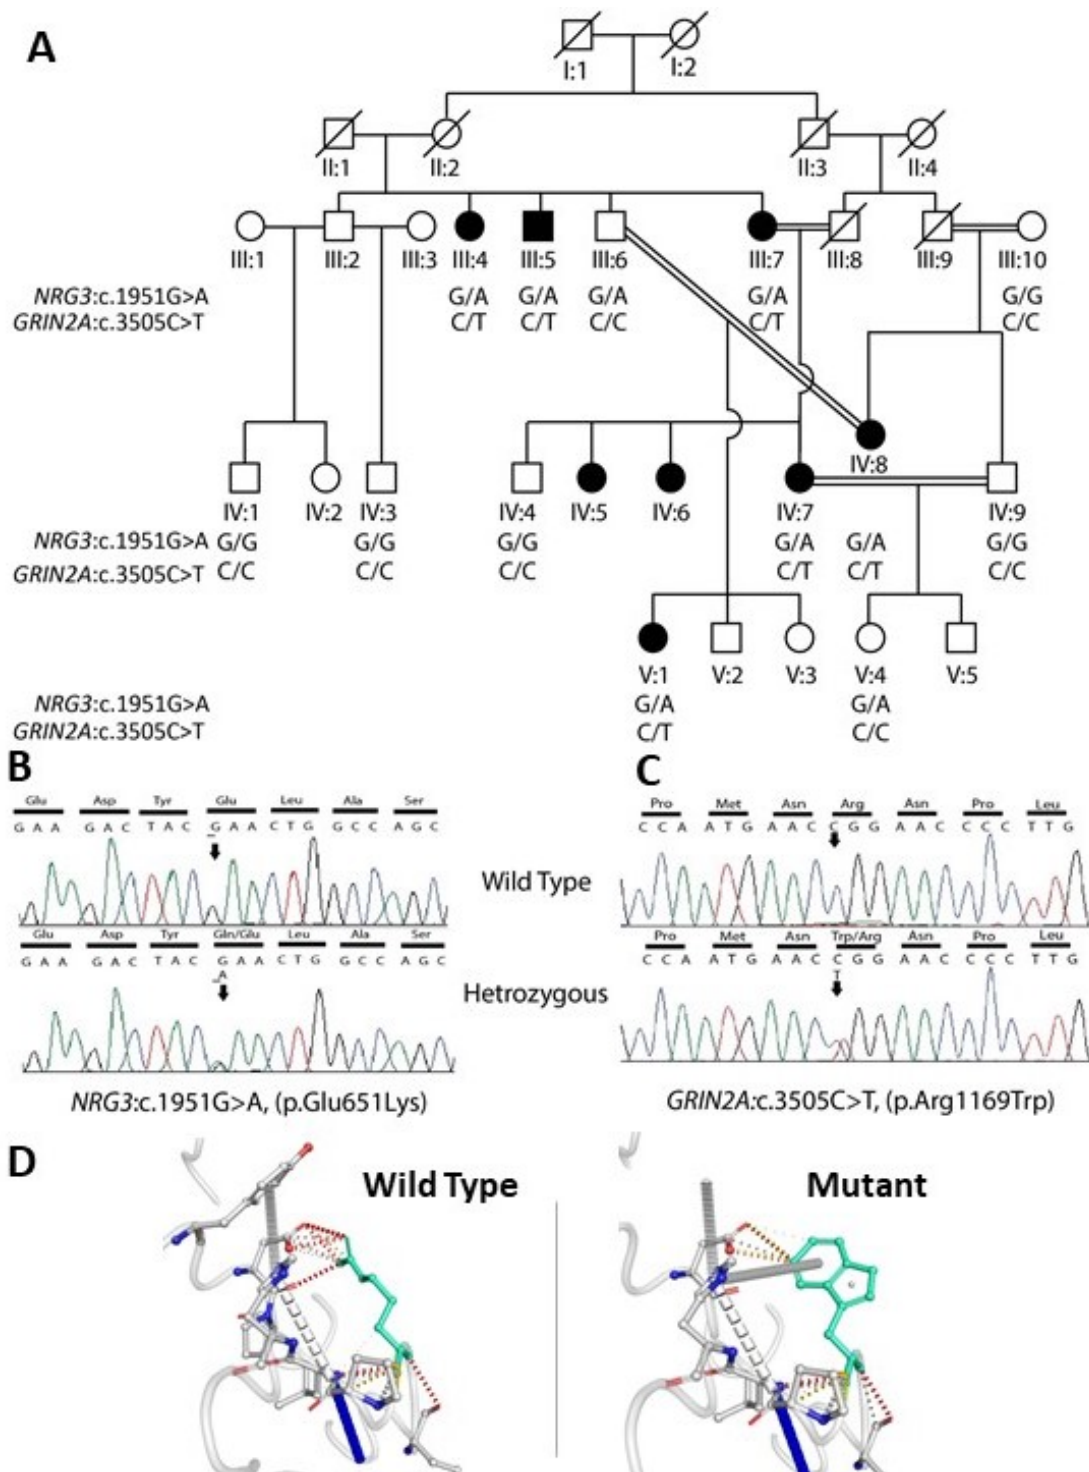 A
I:1 I:2
II:1 II:2 II:3 II:4
III:1 III:2 III:3 III:4 III:5 III:6 III:7 III:8 III:9 III:10
NRG3:c.1951G>A G/A G/A G/A G/A G/G
GRIN2A:c.3505C>T C/T C/T C/C C/T C/C
IV:8
IV:1 IV:2 IV:3 IV:4 IV:5 IV:6 IV:7 IV:9
NRG3:c.1951G>A G/G G/G G/G G/A G/A G/G
GRIN2A:c.3505C>T C/C C/C C/C C/T C/T C/C
V:1 V:2 V:3 V:4 V:5
NRG3:c.1951G>A G/A G/A
GRIN2A:c.3505C>T C/T C/C
B
Glu Asp Tyr Glu Leu Ala Ser
G A A G A C T A C G A A C T G G C C A G C
Glu Asp Tyr Gln/Glu Leu Ala Ser
G A A G A C T A C G A A C T G G C C A G C
A
NRG3:c.1951G>A, (p.Glu651Lys)
Wild Type
Hetrozygous
C
Pro Met Asn Arg Asn Pro Leu
C C A A T G A A C C G G A A C C C C T T G
Pro Met Asn Trp/Arg Asn Pro Leu
C C A A T G A A C C G G A A C C C C T T G
T
GRIN2A:c.3505C>T, (p.Arg1169Trp)
D
Wild Type
Mutant